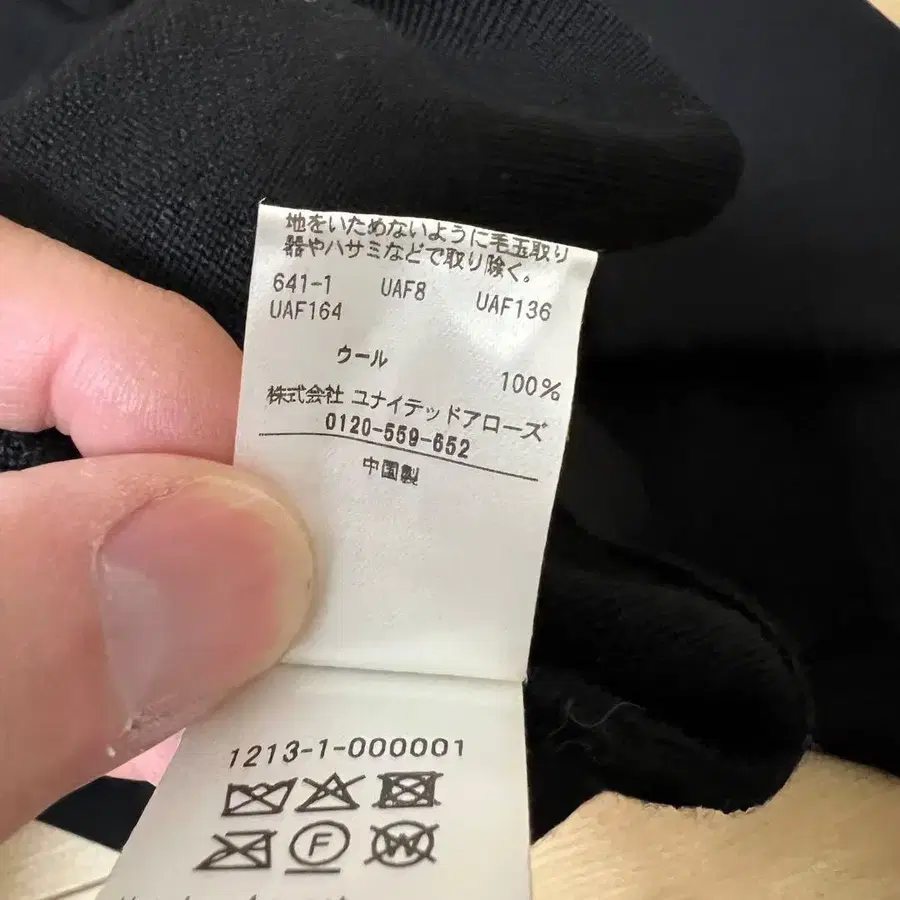 地をいためないように毛玉取り
器やハサミなどで取り除く。
641-1 UAF8 UAF136
UAF164
ウール
100%
株式会社 ユナイテッドアローズ
0120-559-652
中国製
1213-1-000001
F
W